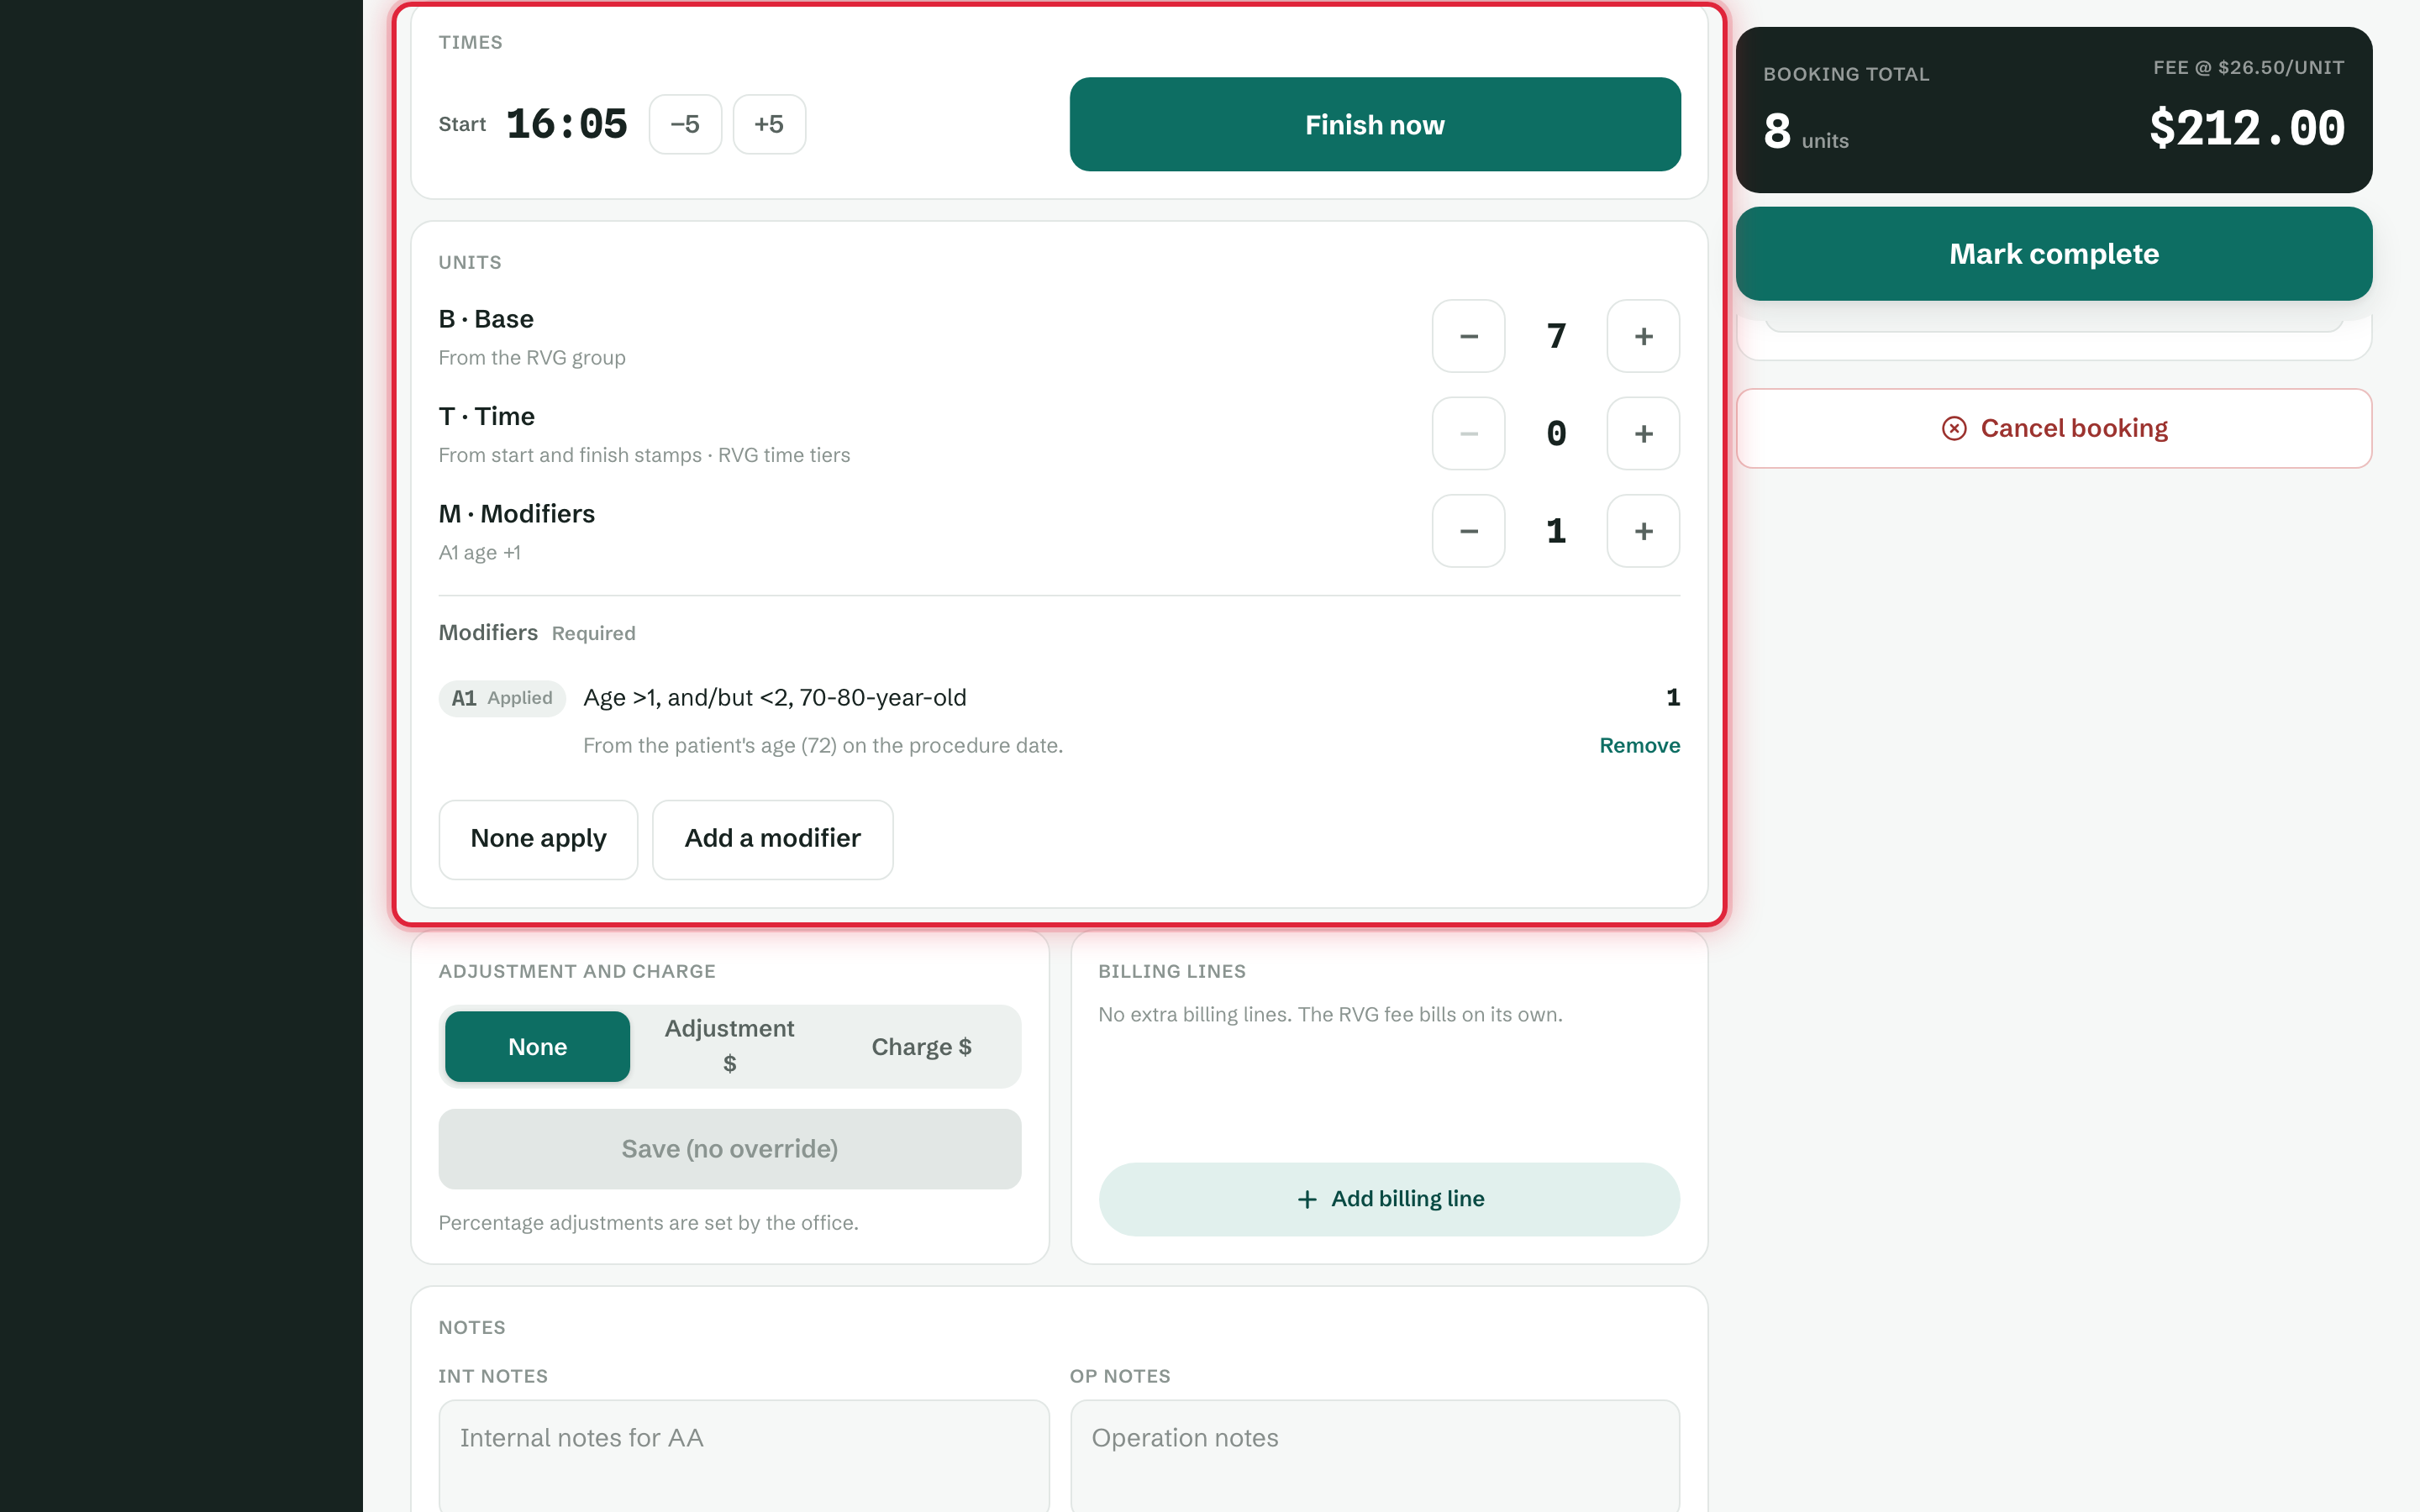 TIMES
Start 16:05 −5 +5 Finish now
UNITS
B · Base
From the RVG group
− 7 +
T · Time
From start and finish stamps · RVG time tiers
− 0 +
M · Modifiers
A1 age +1
− 1 +
Modifiers Required
A1 Applied Age >1, and/but <2, 70-80-year-old 1
From the patient's age (72) on the procedure date. Remove
None apply Add a modifier
ADJUSTMENT AND CHARGE
None Adjustment $ Charge $
Save (no override)
Percentage adjustments are set by the office.
BILLING LINES
No extra billing lines. The RVG fee bills on its own.
+ Add billing line
NOTES
INT NOTES
Internal notes for AA
OP NOTES
Operation notes
BOOKING TOTAL
8 units
FEE @ $26.50/UNIT
$212.00
Mark complete
Cancel booking